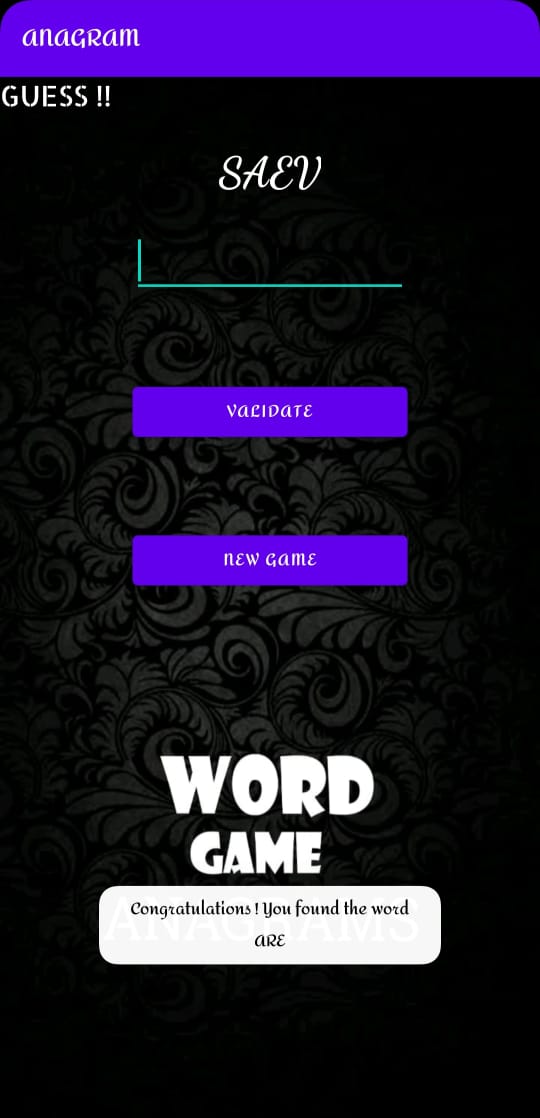 ANAGRAM
GUESS !!
SAEV
VALIDATE
NEW GAME
WORD
GAME
ANAGRAMS
Congratulations ! You found the word
ARE